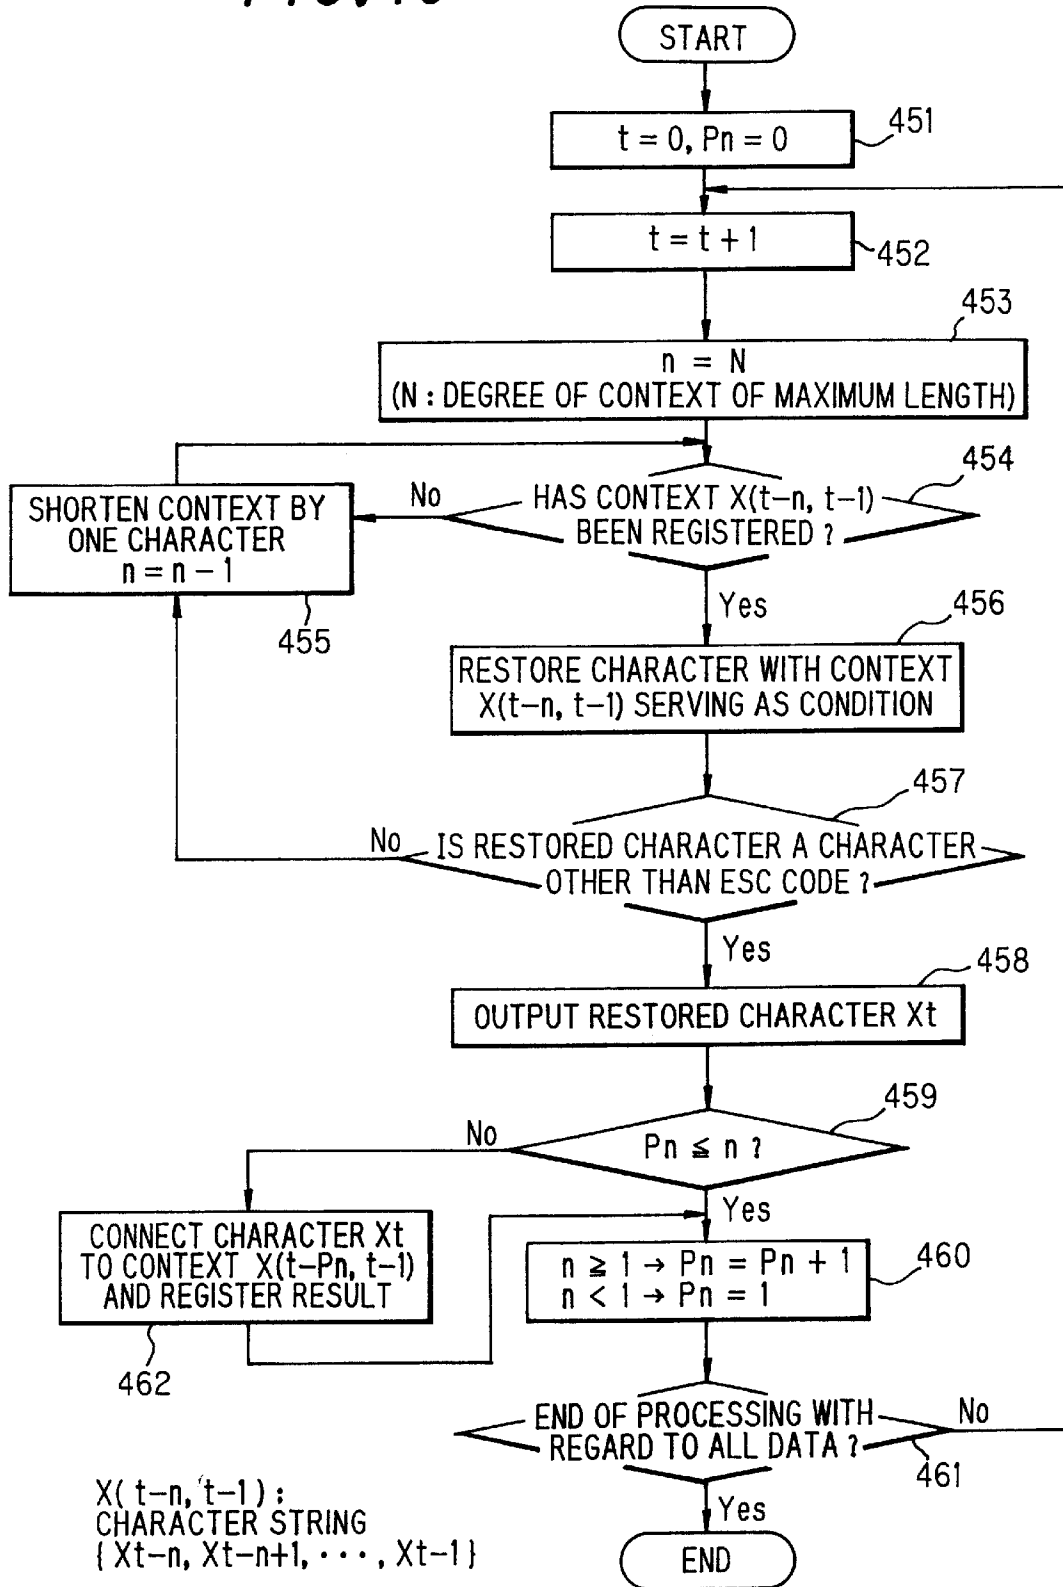 START
t = 0, Pn = 0
451
t = t + 1
452
453
n = N
(N : DEGREE OF CONTEXT OF MAXIMUM LENGTH)
454
HAS CONTEXT X(t-n, t-1)
BEEN REGISTERED ?
No
SHORTEN CONTEXT BY
ONE CHARACTER
n = n - 1
455
Yes
456
RESTORE CHARACTER WITH CONTEXT
X(t-n, t-1) SERVING AS CONDITION
457
No
IS RESTORED CHARACTER A CHARACTER
OTHER THAN ESC CODE ?
Yes
458
OUTPUT RESTORED CHARACTER Xt
459
No
Pn ≦ n ?
Yes
CONNECT CHARACTER Xt
TO CONTEXT X(t-Pn, t-1)
AND REGISTER RESULT
462
n ≧ 1 → Pn = Pn + 1
n < 1 → Pn = 1
460
END OF PROCESSING WITH
REGARD TO ALL DATA ?
No
461
Yes
END
X(t-n, t-1) :
CHARACTER STRING
{Xt-n, Xt-n+1, ···, Xt-1}